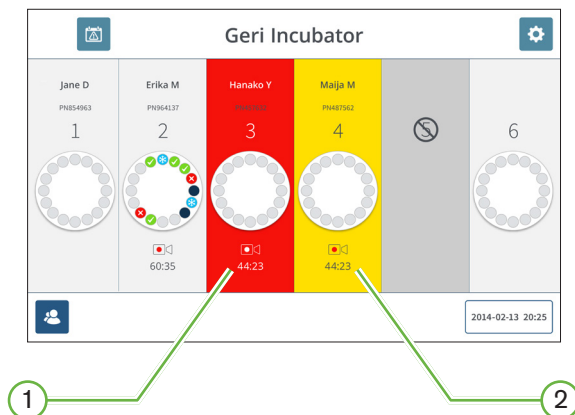 Geri Incubator
Jane D
PN854963
1
Erika M
PN964137
2
60:35
Hanako Y
3
44:23
Maija M
PN487562
4
44:23
5
6
2014-02-13 20:25
1
2